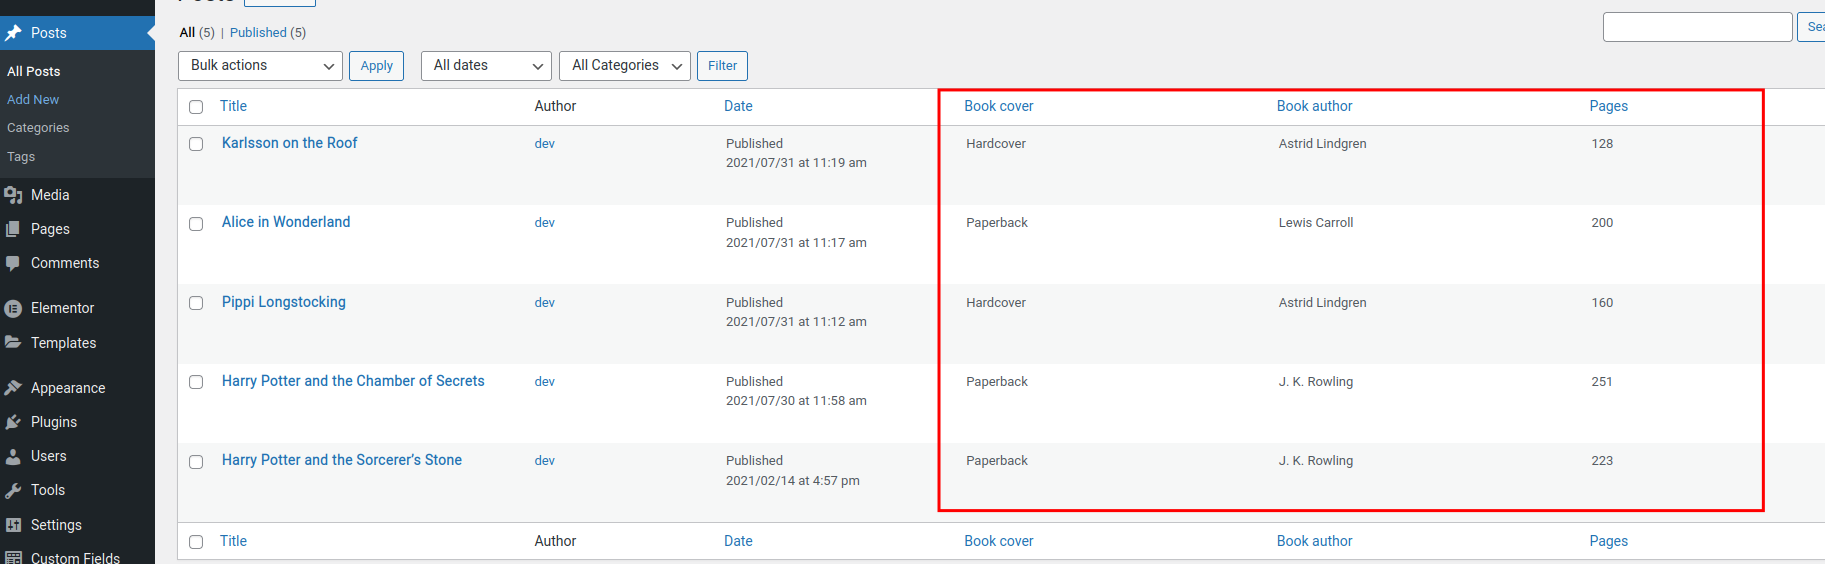 Posts
All (5) | Published (5)
Bulk actions Apply All dates All Categories Filter
Posts
All Posts
Add New
Categories
Tags
Media
Pages
Comments
Elementor
Templates
Appearance
Plugins
Users
Tools
Settings
Custom Fields
Title Author Date Book cover Book author Pages
Karlsson on the Roof dev Published Hardcover Astrid Lindgren 128
2021/07/31 at 11:19 am
Alice in Wonderland dev Published Paperback Lewis Carroll 200
2021/07/31 at 11:17 am
Pippi Longstocking dev Published Hardcover Astrid Lindgren 160
2021/07/31 at 11:12 am
Harry Potter and the Chamber of Secrets dev Published Paperback J. K. Rowling 251
2021/07/30 at 11:58 am
Harry Potter and the Sorcerer’s Stone dev Published Paperback J. K. Rowling 223
2021/02/14 at 4:57 pm
Title Author Date Book cover Book author Pages